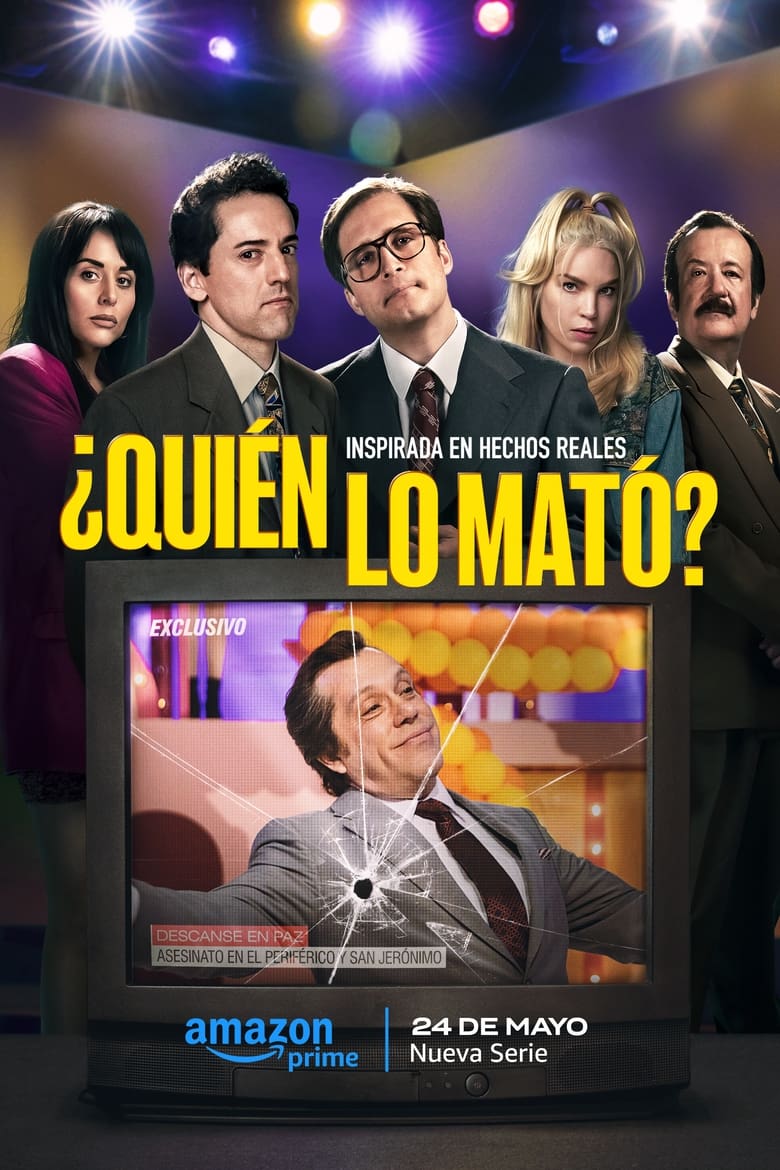 ¿QUIÉN
INSPIRADA EN HECHOS REALES
LO MATÓ?
EXCLUSIVO
DESCANSE EN PAZ
ASESINATO EN EL PERIFÉRICO Y SAN JERÓNIMO
amazon
prime
24 DE MAYO
Nueva Serie